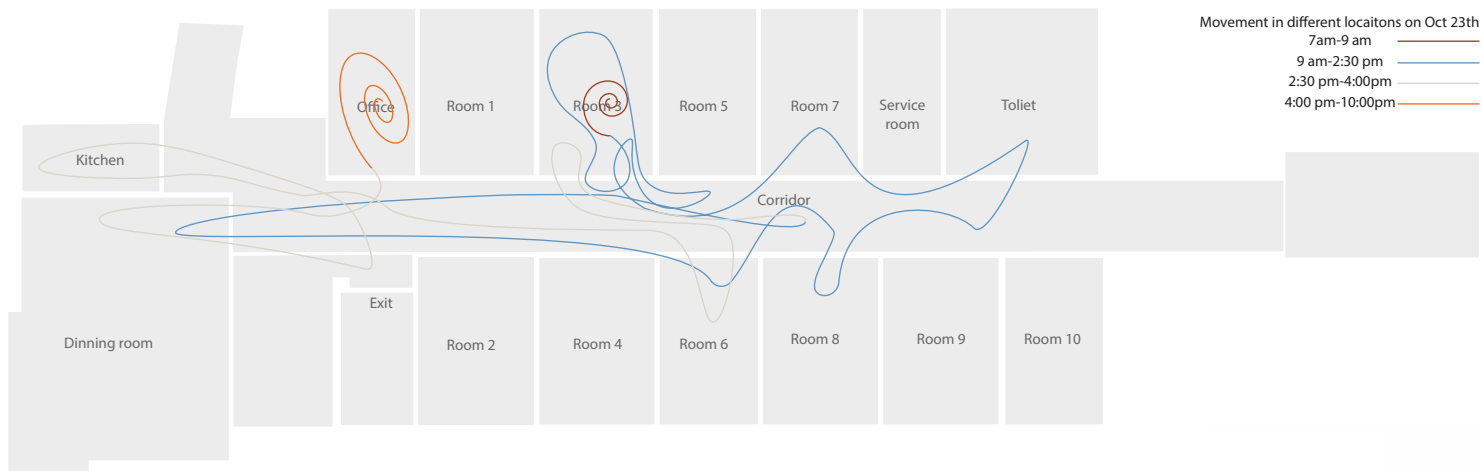 Movement in different locaitons on Oct 23th
7am-9 am
9 am-2:30 pm
2:30 pm-4:00pm
4:00 pm-10:00pm
Office
Room 1
Room 3
Room 5
Room 7
Service
room
Toliet
Kitchen
Corridor
Exit
Dinning room
Room 2
Room 4
Room 6
Room 8
Room 9
Room 10